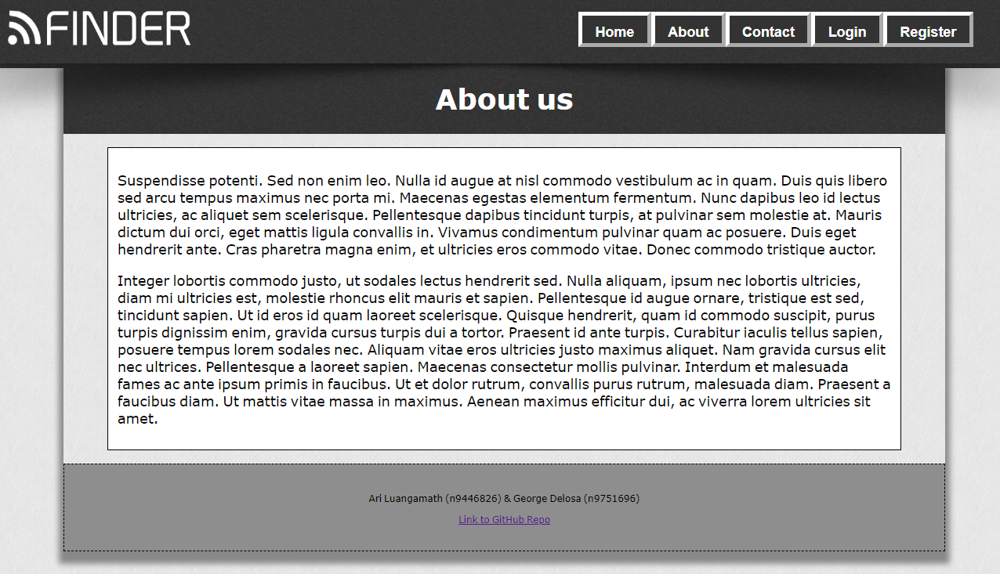 FINDER
Home About Contact Login Register
About us
Suspendisse potenti. Sed non enim leo. Nulla id augue at nisl commodo vestibulum ac in quam. Duis quis libero
sed arcu tempus maximus nec porta mi. Maecenas egestas elementum fermentum. Nunc dapibus leo id lectus
ultricies, ac aliquet sem scelerisque. Pellentesque dapibus tincidunt turpis, at pulvinar sem molestie at. Mauris
dictum dui orci, eget mattis ligula convallis in. Vivamus condimentum pulvinar quam ac posuere. Duis eget
hendrerit ante. Cras pharetra magna enim, et ultricies eros commodo vitae. Donec commodo tristique auctor.
Integer lobortis commodo justo, ut sodales lectus hendrerit sed. Nulla aliquam, ipsum nec lobortis ultricies,
diam mi ultricies est, molestie rhoncus elit mauris et sapien. Pellentesque id augue ornare, tristique est sed,
tincidunt sapien. Ut id eros id quam laoreet scelerisque. Quisque hendrerit, quam id commodo suscipit, purus
turpis dignissim enim, gravida cursus turpis dui a tortor. Praesent id ante turpis. Curabitur iaculis tellus sapien,
posuere tempus lorem sodales nec. Aliquam vitae eros ultricies justo maximus aliquet. Nam gravida cursus elit
nec ultrices. Pellentesque a laoreet sapien. Maecenas consectetur mollis pulvinar. Interdum et malesuada
fames ac ante ipsum primis in faucibus. Ut et dolor rutrum, convallis purus rutrum, malesuada diam. Praesent a
faucibus diam. Ut mattis vitae massa in maximus. Aenean maximus efficitur dui, ac viverra lorem ultricies sit
amet.
Ari Luangamath (n9446826) & George Delosa (n9751696)
Link to GitHub Repo